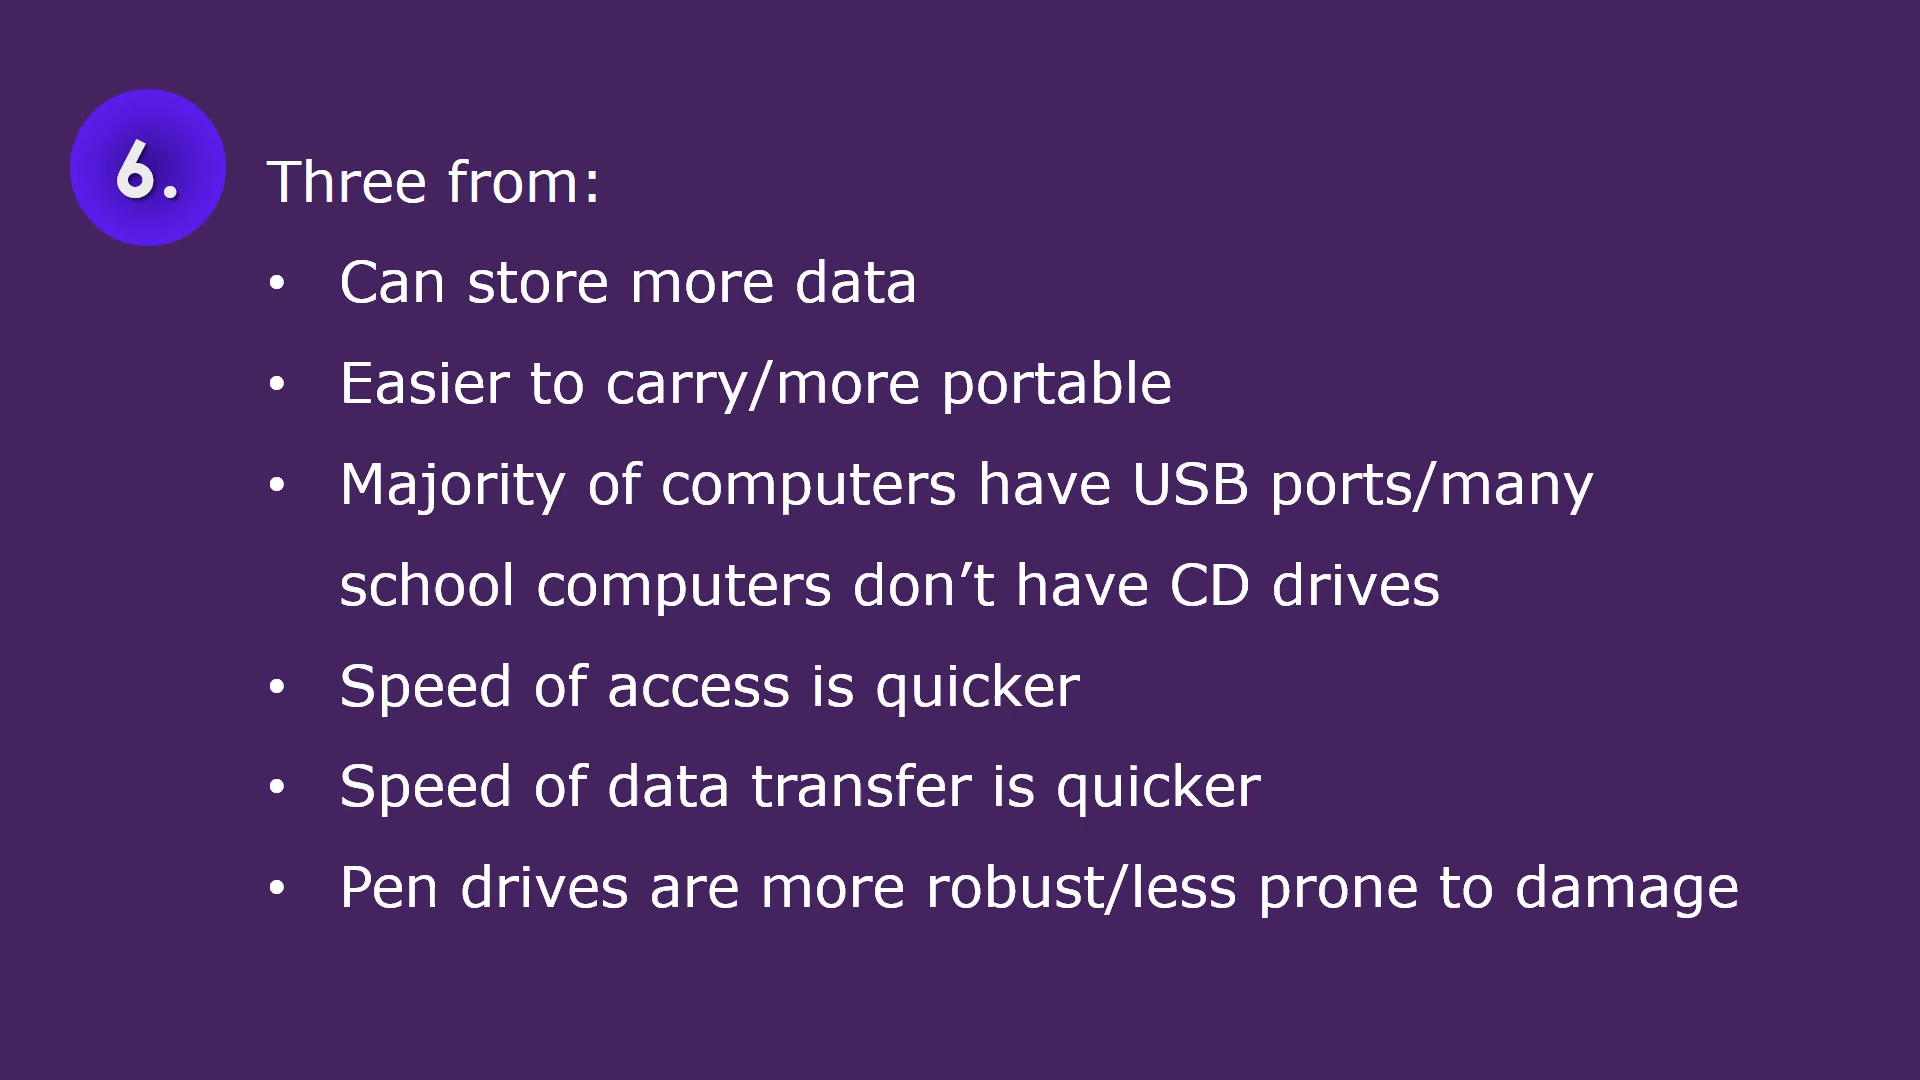 6.
Three from:
• Can store more data
• Easier to carry/more portable
• Majority of computers have USB ports/many
school computers don’t have CD drives
• Speed of access is quicker
• Speed of data transfer is quicker
• Pen drives are more robust/less prone to damage